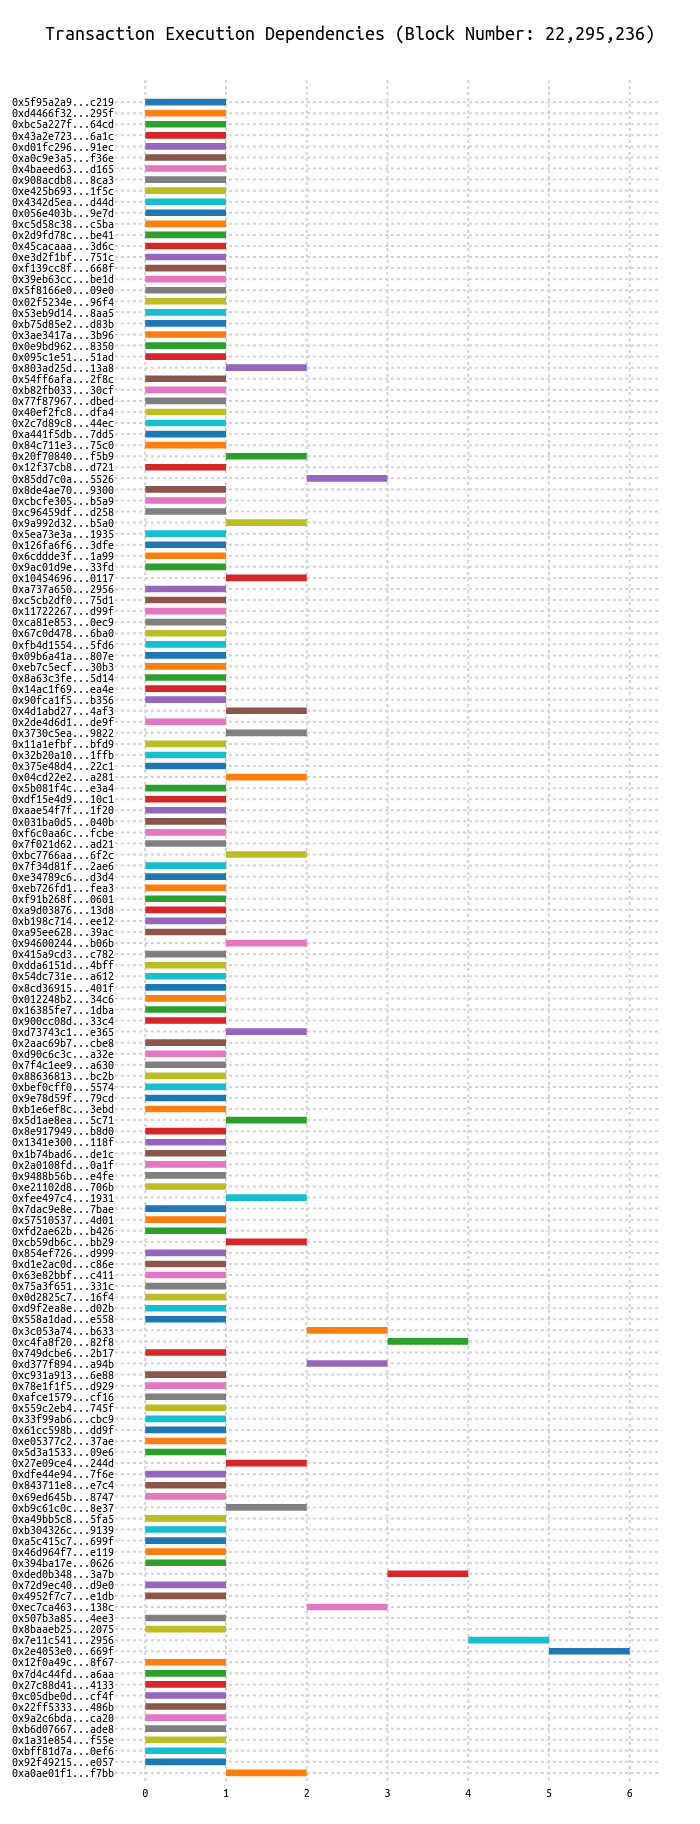 Transaction Execution Dependencies (Block Number: 22,295,236)
0x5f95a2a9...c219
0xd4466f32...295f
0xbc5a227f...64cd
0x43a2e723...6a1c
0xd01fc296...91ec
0xa0c9e3a5...f36e
0x4baeed63...d165
0x908acdb8...8ca3
0xe425b693...1f5c
0x4342d5ea...d44d
0x056e403b...9e7d
0xc5d58c38...c5ba
0x2d9fd78c...be41
0x45cacaaa...3d6c
0xe3d2f1bf...751c
0xf139cc8f...668f
0x39eb63cc...be1d
0x5f8166e0...09e0
0x02f5234e...96f4
0x53eb9d14...8aa5
0xb75d85e2...d83b
0x3ae3417a...3b96
0x0e9bd962...8350
0x095c1e51...51ad
0x803ad25d...13a8
0x54ff6afa...2f8c
0xb82fb033...30cf
0x77f87967...dbed
0x40ef2fc8...dfa4
0x2c7d89c8...44ec
0xa441f5db...7dd5
0x84c711e3...75c0
0x20f70840...f5b9
0x12f37cb8...d721
0x85dd7c0a...5526
0x8de4ae70...9300
0xcbcfe305...b5a9
0xc96459df...d258
0x9a992d32...b5a0
0x5ea73e3a...1935
0x126fa6f6...3dfe
0x6cddde3f...1a99
0x9ac01d9e...33fd
0x10454696...0117
0xa737a650...2956
0xc5cb2df0...75d1
0x11722267...d99f
0xca81e853...0ec9
0x67c0d478...6ba0
0xfb4d1554...5fd6
0x09b6a41a...807e
0xeb7c5ecf...30b3
0x8a63c3fe...5d14
0x14ac1f69...ea4e
0x90fca1f5...b356
0x4d1abd27...4af3
0x2de4d6d1...de9f
0x3730c5ea...9822
0x11a1efbf...bfd9
0x32b20a10...1ffb
0x375e48d4...22c1
0x04cd22e2...a281
0x5b081f4c...e3a4
0xdf15e4d9...10c1
0xaae54f7f...1f20
0x031ba0d5...040b
0xf6c0aa6c...fcbe
0x7f021d62...ad21
0xbc7766aa...6f2c
0x7f34d81f...2ae6
0xe34789c6...d3d4
0xeb726fd1...fea3
0xf91b268f...0601
0xa9d03876...13d8
0xb198c714...ee12
0xa95ee628...39ac
0x94600244...b06b
0x415a9cd3...c782
0xdda6151d...4bff
0x54dc731e...a612
0x8cd36915...401f
0x012248b2...34c6
0x16385fe7...1dba
0x900cc08d...33c4
0xd73743c1...e365
0x2aac69b7...cbe8
0xd90c6c3c...a32e
0x7f4c1ee9...a630
0x88636813...bc2b
0xbef0cff0...5574
0x9e78d59f...79cd
0xb1e6ef8c...3ebd
0x5d1ae8ea...5c71
0x8e917949...b8d0
0x1341e300...118f
0x1b74bad6...de1c
0x2a0108fd...0a1f
0x9488b56b...e4fe
0xe21102d8...706b
0xfee497c4...1931
0x7dac9e8e...7bae
0x57510537...4d01
0xfd2ae62b...b426
0xcb59db6c...bb29
0x854ef726...d999
0xd1e2ac0d...c86e
0x63e82bbf...c411
0x75a3f651...331c
0x0d2825c7...16f4
0xd9f2ea8e...d02b
0x558a1dad...e558
0x3c053a74...b633
0xc4fa8f20...82f8
0x749dcbe6...2b17
0xd377f894...a94b
0xc931a913...6e88
0x78e1f1f5...d929
0xafce1579...cf16
0x559c2eb4...745f
0x33f99ab6...cbc9
0x61cc598b...dd9f
0xe05377c2...37ae
0x5d3a1533...09e6
0x27e09ce4...244d
0xdfe44e94...7f6e
0x843711e8...e7c4
0x69ed645b...8747
0xb9c61c0c...8e37
0xa49bb5c8...5fa5
0xb304326c...9139
0xa5c415c7...699f
0x46d964f7...e119
0x394ba17e...0626
0xded0b348...3a7b
0x72d9ec40...d9e0
0x4952f7c7...e1db
0xec7ca463...138c
0x507b3a85...4ee3
0x8baaeb25...2075
0x7e11c541...2956
0x2e4053e0...669f
0x12f0a49c...8f67
0x7d4c44fd...a6aa
0x27c88d41...4133
0xc05dbe0d...cf4f
0x22ff5333...486b
0x9a2c6bda...ca20
0xb6d07667...ade8
0x1a31e854...f55e
0xbff81d7a...0ef6
0x92f49215...e057
0xa0ae01f1...f7bb
0 1 2 3 4 5 6